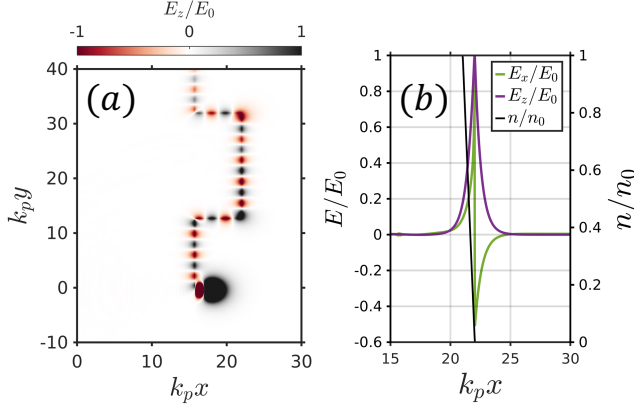 E_z/E_0
-1 0 1
(a)
40
30
20
10
0
-10
k_p y
0 10 20 30
k_p x
(b)
E_x/E_0
E_z/E_0
n/n_0
1
0.8
0.6
0.4
0.2
0
-0.2
-0.4
-0.6
E/E_0
1
0.8
0.6
0.4
0.2
0
n/n_0
15 20 25 30
k_p x